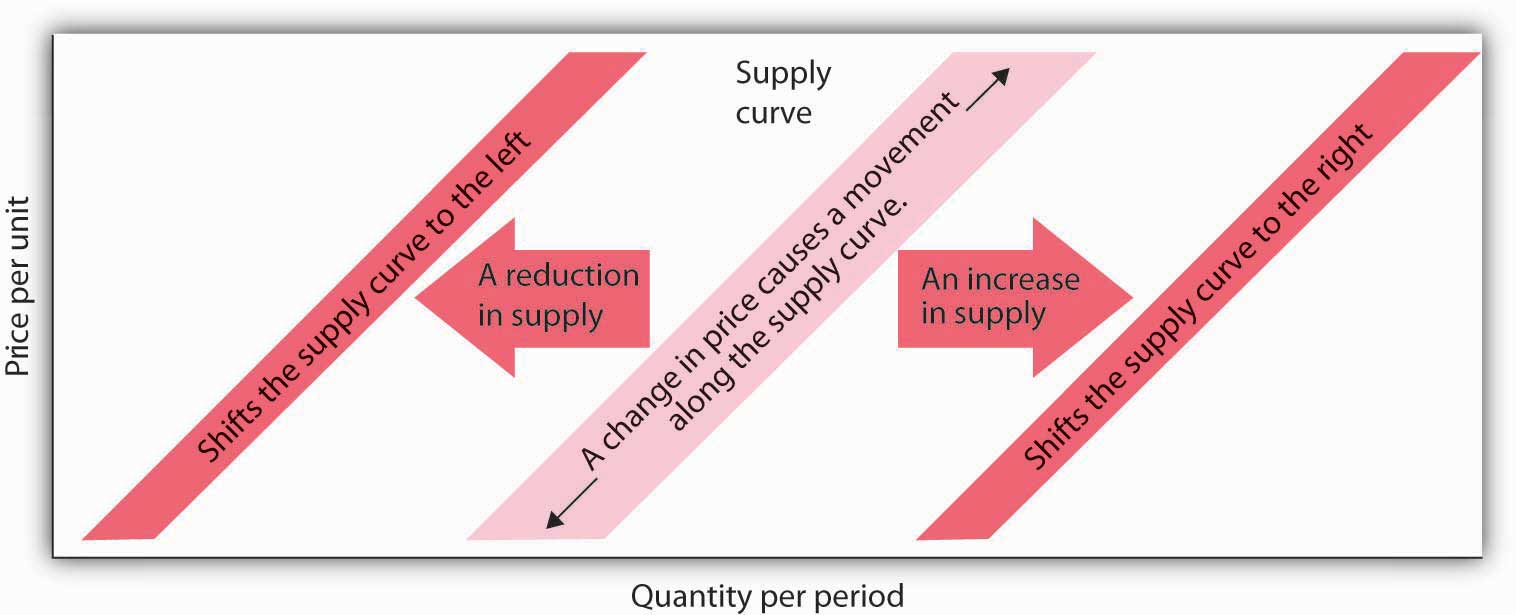 Supply
curve
Shifts the supply curve to the left
A reduction
in supply
A change in price causes a movement
along the supply curve.
An increase
in supply
Shifts the supply curve to the right
Price per unit
Quantity per period